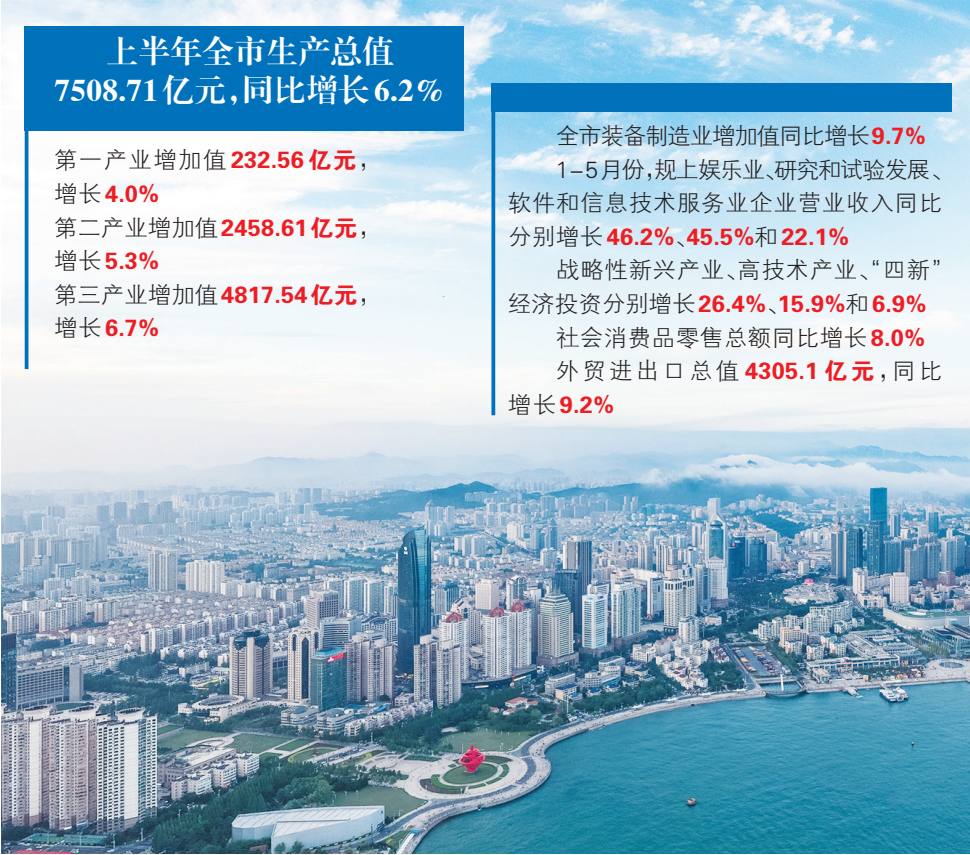 上半年全市生产总值
7508.71亿元,同比增长6.2%
第一产业增加值232.56亿元,
增长4.0%
第二产业增加值2458.61亿元,
增长5.3%
第三产业增加值4817.54亿元,
增长6.7%
全市装备制造业增加值同比增长9.7%
1-5月份,规上娱乐业、研究和试验发展、
软件和信息技术服务业企业营业收入同比
分别增长46.2%、45.5%和22.1%
战略性新兴产业、高技术产业、“四新”
经济投资分别增长26.4%、15.9%和6.9%
社会消费品零售总额同比增长8.0%
外贸进出口总值4305.1亿元,同比
增长9.2%